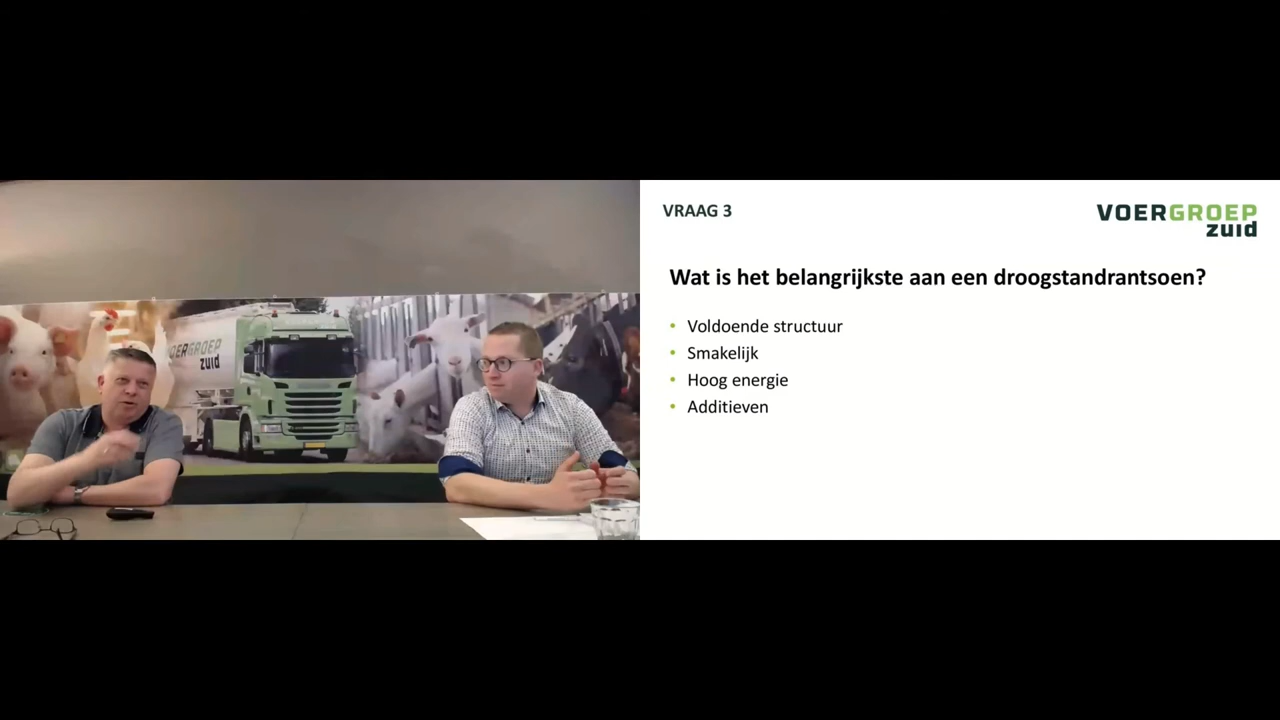 VOERGROEP
zuid
VRAAG 3
VOERGROEP
zuid
Wat is het belangrijkste aan een droogstandrantsoen?
• Voldoende structuur
• Smakelijk
• Hoog energie
• Additieven